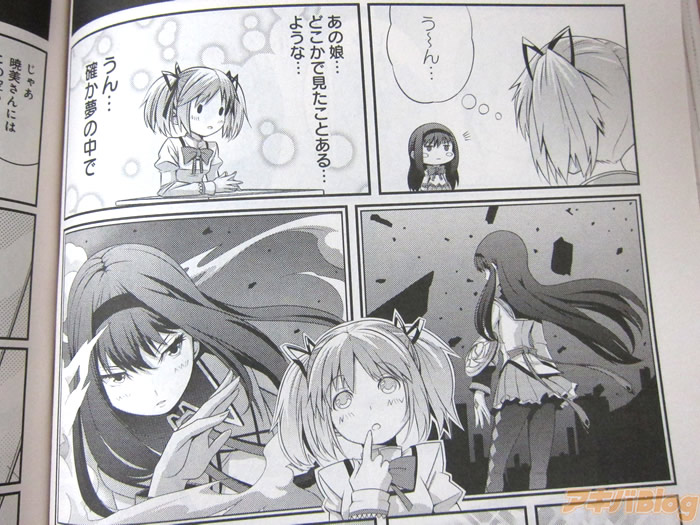 う〜ん…
あの娘…
どこかで見たことある…
ような…
うん…
確か夢の中で
じゃあ
暁美さんには
アキバBlog